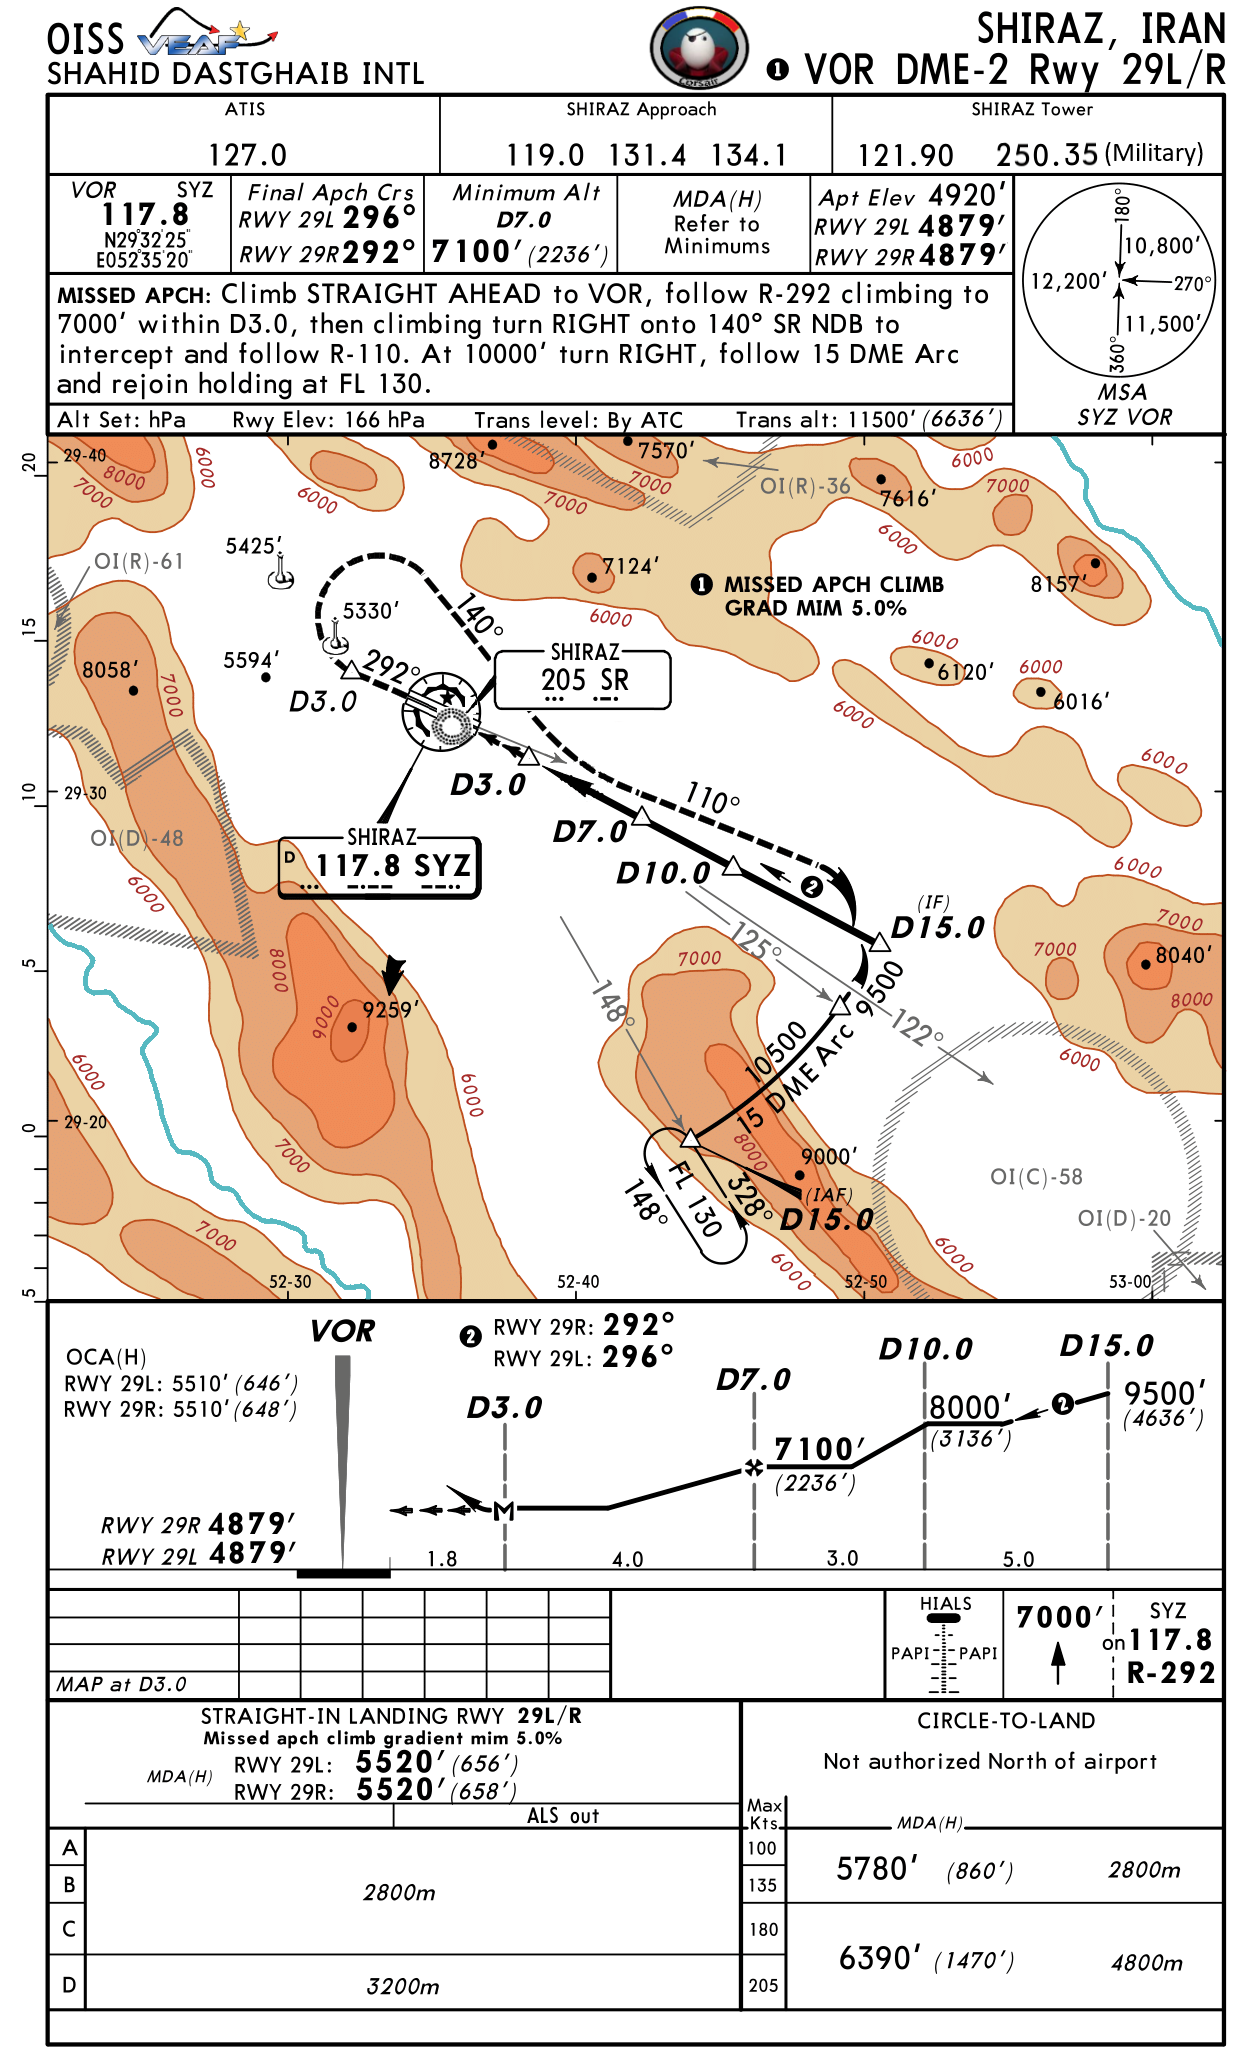 OISS
VEAF
SHAHID DASTGHAIB INTL
Corsair
SHIRAZ, IRAN
1 VOR DME-2 Rwy 29L/R
ATIS
127.0
SHIRAZ Approach
119.0 131.4 134.1
SHIRAZ Tower
121.90 250.35 (Military)
VOR SYZ
117.8
N29°32'25"
E052°35'20"
Final Apch Crs
RWY 29L 296°
RWY 29R 292°
Minimum Alt
D7.0
7100' (2236')
MDA(H)
Refer to
Minimums
Apt Elev 4920'
RWY 29L 4879'
RWY 29R 4879'
180°
10,800'
12,200'
270°
11,500'
360°
MSA
SYZ VOR
MISSED APCH: Climb STRAIGHT AHEAD to VOR, follow R-292 climbing to
7000' within D3.0, then climbing turn RIGHT onto 140° SR NDB to
intercept and follow R-110. At 10000' turn RIGHT, follow 15 DME Arc
and rejoin holding at FL 130.
Alt Set: hPa Rwy Elev: 166 hPa Trans level: By ATC Trans alt: 11500' (6636')
20
29-40
8000
7000
6000
6000
8728'
7570'
7000
7000
OI(R)-36
6000
7616'
7000
6000
OI(R)-61
5425'
7124'
1 MISSED APCH CLIMB
GRAD MIM 5.0%
8157'
15
5330'
140°
6000
8058'
7000
5594'
292°
D3.0
SHIRAZ
205 SR
6000
6120'
6000
6016'
6000
6000
10
29-30
D3.0
110°
D7.0
OI(D)-48
SHIRAZ
D 117.8 SYZ
D10.0
2
6000
6000
(IF)
D15.0
7000
125°
7000
7000
8040'
5
8000
9000
9259'
148°
9500
8000
122°
6000
6000
6000
10500
15 DME Arc
0
29-20
7000
8000
9000'
(IAF)
D15.0
OI(C)-58
FL 130
328°
148°
OI(D)-20
7000
6000
6000
5
52-30
52-40
52-50
53-00
VOR
2 RWY 29R: 292°
RWY 29L: 296°
OCA(H)
RWY 29L: 5510' (646')
RWY 29R: 5510' (648')
D3.0
D7.0
D10.0
D15.0
9500'
(4636')
2
8000'
(3136')
7100'
(2236')
M
RWY 29R 4879'
RWY 29L 4879'
1.8 4.0 3.0 5.0
MAP at D3.0
HIALS
PAPI PAPI
7000'
on
SYZ
117.8
R-292
STRAIGHT-IN LANDING RWY 29L/R
Missed apch climb gradient mim 5.0%
MDA(H)
RWY 29L: 5520' (656')
RWY 29R: 5520' (658')
ALS out
A
B
C
D
2800m
3200m
CIRCLE-TO-LAND
Not authorized North of airport
Max
Kts
MDA(H)
100
135
180
205
5780' (860') 2800m
6390' (1470') 4800m